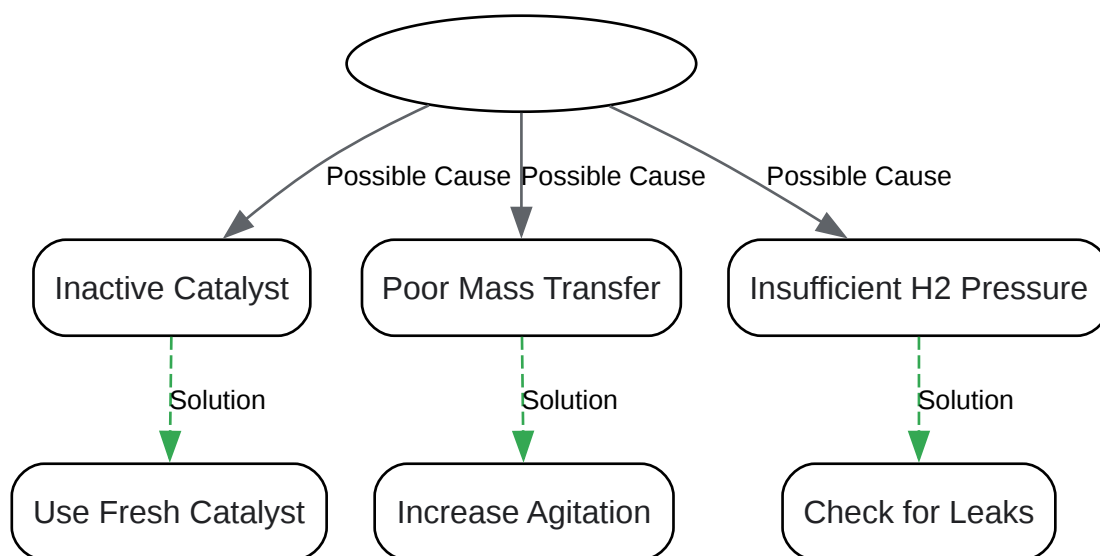 Possible Cause
Possible Cause
Possible Cause
Inactive Catalyst
Poor Mass Transfer
Insufficient H2 Pressure
Solution
Solution
Solution
Use Fresh Catalyst
Increase Agitation
Check for Leaks